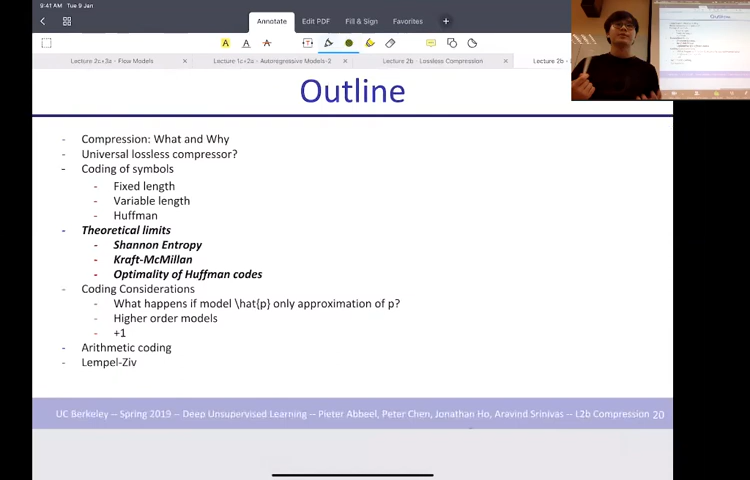 9:41 AM Tue 9 Jan
Annotate Edit PDF Fill & Sign Favorites +
Lecture 2c+3a - Flow Models × Lecture 1c+2a - Autoregressive Models-2 × Lecture 2b - Lossless Compression × Lecture 2b - L
Outline
- Compression: What and Why
- Universal lossless compressor?
- Coding of symbols
- Fixed length
- Variable length
- Huffman
- Theoretical limits
- Shannon Entropy
- Kraft-McMillan
- Optimality of Huffman codes
- Coding Considerations
- What happens if model \hat{p} only approximation of p?
- Higher order models
- +1
- Arithmetic coding
- Lempel-Ziv
UC Berkeley -- Spring 2019 -- Deep Unsupervised Learning -- Pieter Abbeel, Peter Chen, Jonathan Ho, Aravind Srinivas -- L2b Compression 20
Outline